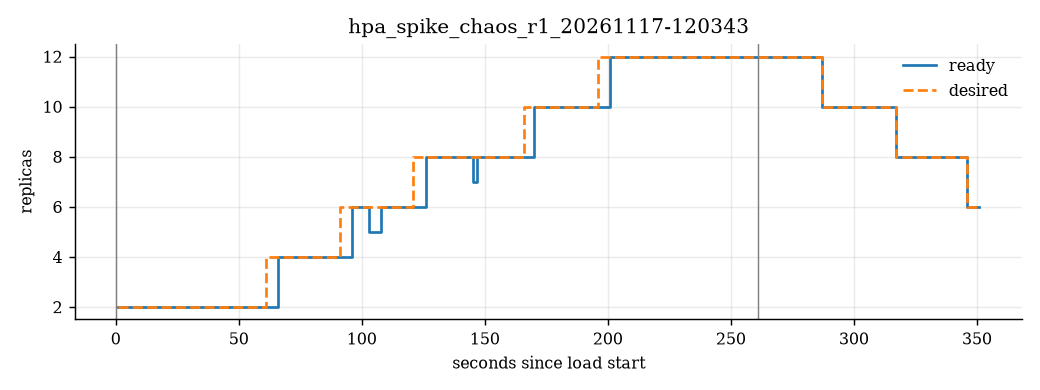 hpa_spike_chaos_r1_20261117-120343
replicas
12
10
8
6
4
2
ready
desired
0 50 100 150 200 250 300 350
seconds since load start